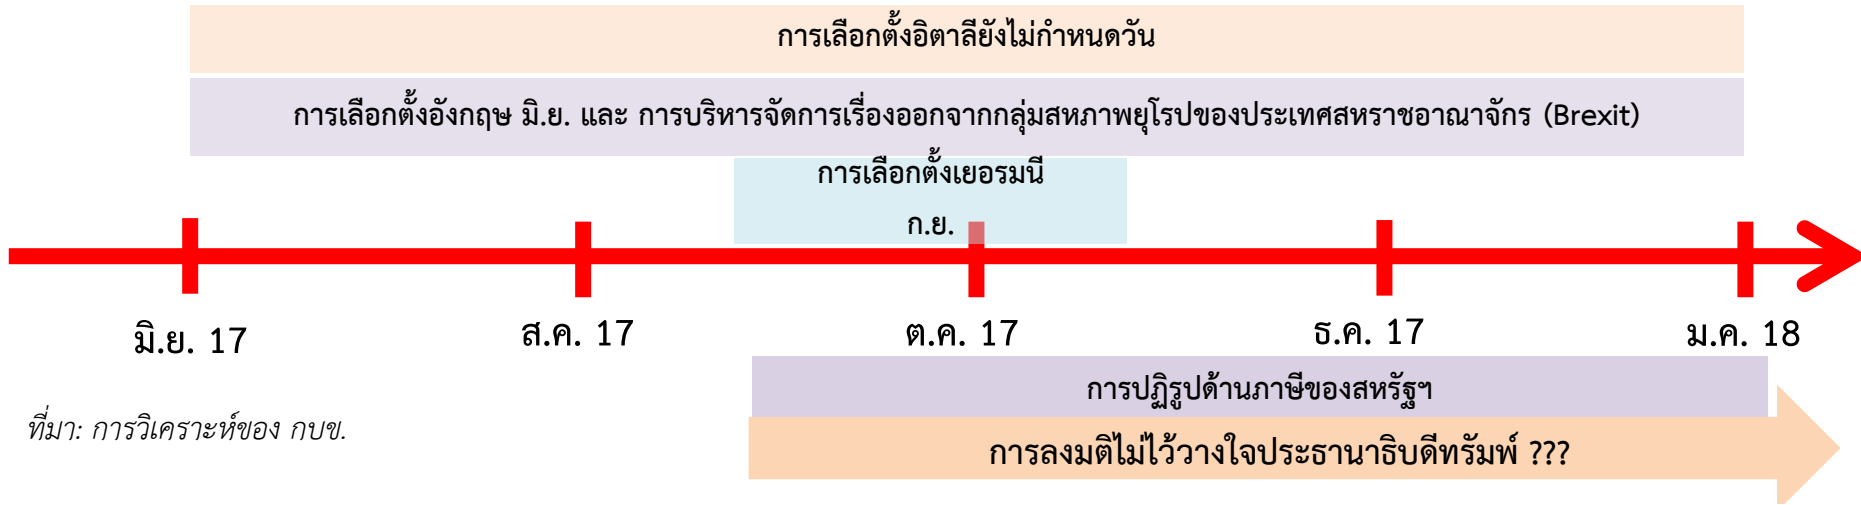 การเลือกตั้งอิตาลียังไม่กำหนดวัน
การเลือกตั้งอังกฤษ มิ.ย. และ การบริหารจัดการเรื่องออกจากกลุ่มสหภาพยุโรปของประเทศสหราชอาณาจักร (Brexit)
การเลือกตั้งเยอรมนี
ก.ย.
มิ.ย. 17
ส.ค. 17
ต.ค. 17
ธ.ค. 17
ม.ค. 18
การปฏิรูปด้านภาษีของสหรัฐฯ
การลงมติไม่ไว้วางใจประธานาธิบดีทรัมพ์ ???
ที่มา: การวิเคราะห์ของ กบข.